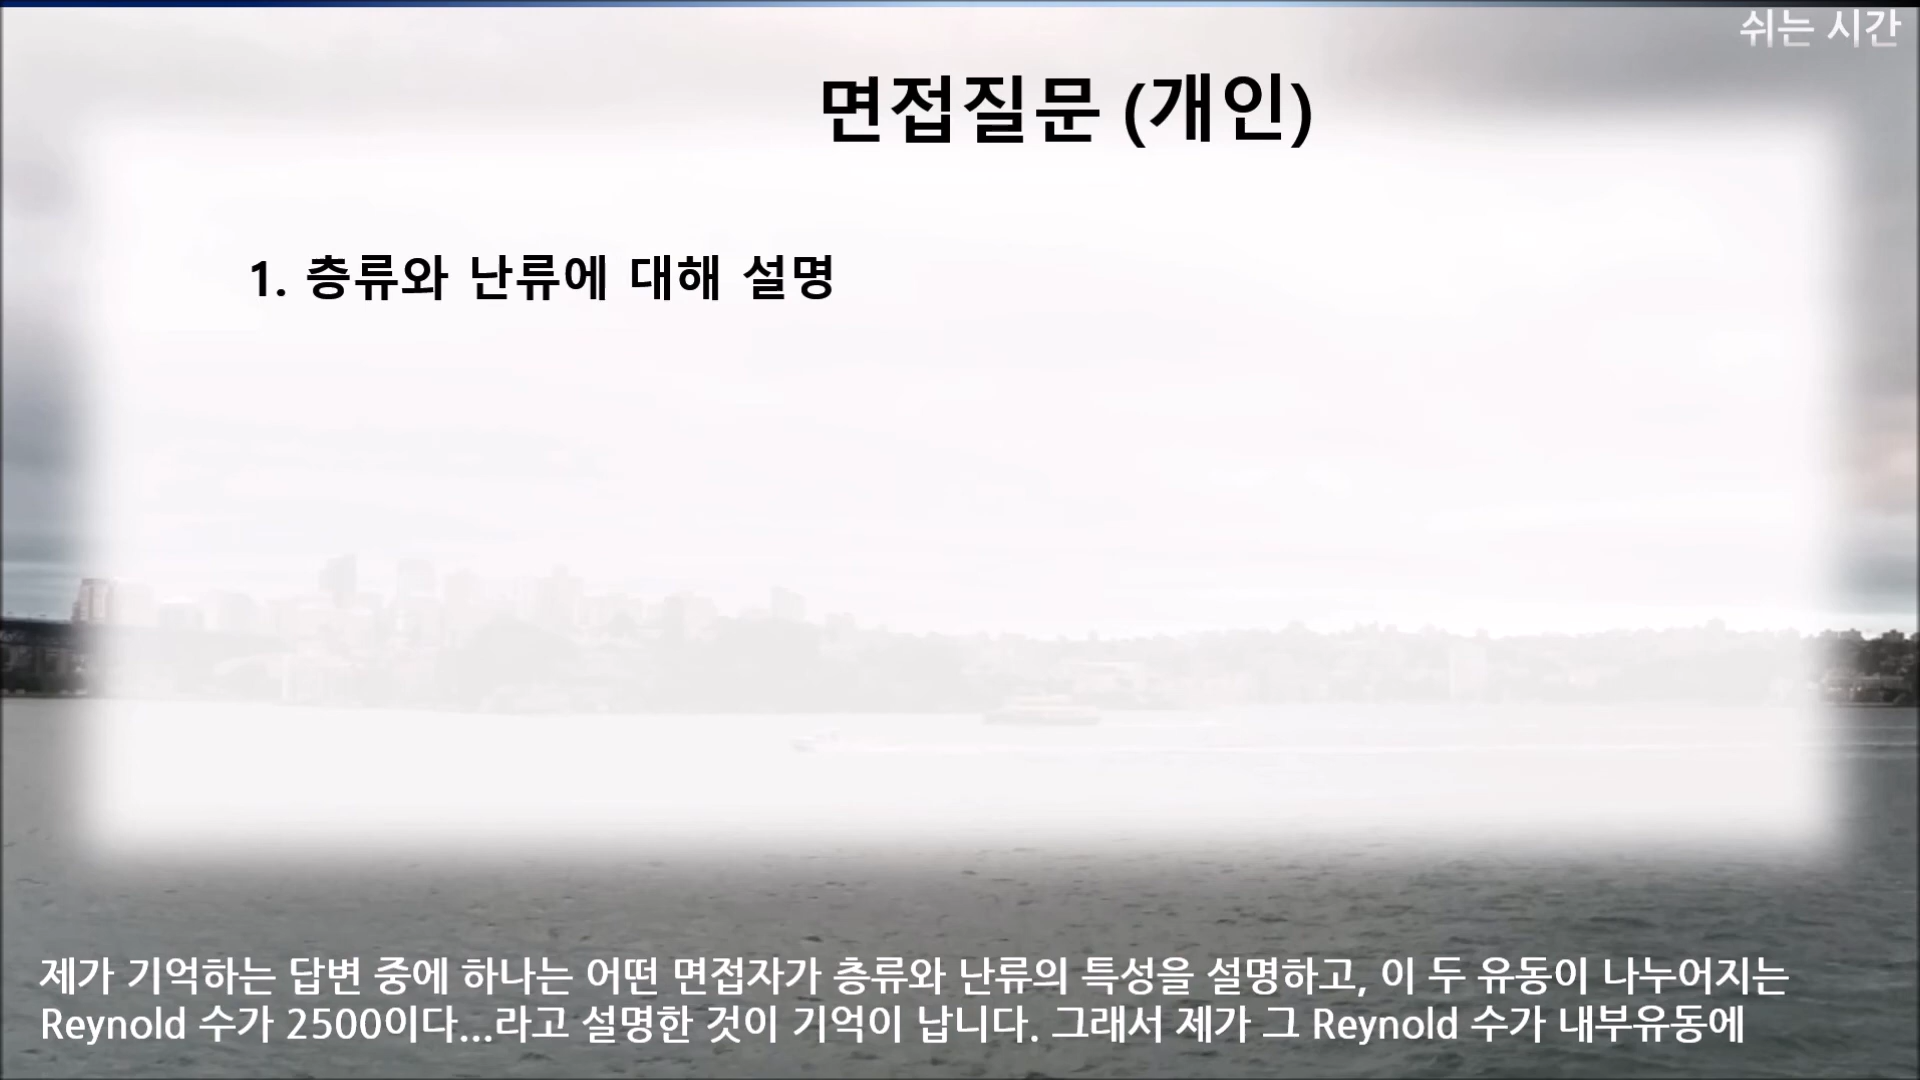 쉬는 시간
면접질문 (개인)
1. 층류와 난류에 대해 설명
제가 기억하는 답변 중에 하나는 어떤 면접자가 층류와 난류의 특성을 설명하고, 이 두 유동이 나누어지는
Reynold 수가 2500이다...라고 설명한 것이 기억이 납니다. 그래서 제가 그 Reynold 수가 내부유동에